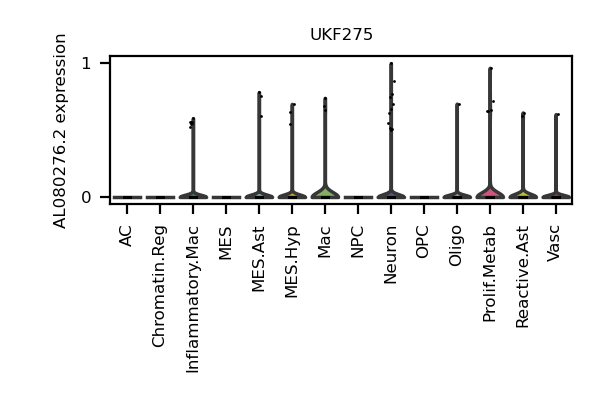 UKF275
AL080276.2 expression
1
0
AC
Chromatin.Reg
Inflammatory.Mac
MES
MES.Ast
MES.Hyp
Mac
NPC
Neuron
OPC
Oligo
Prolif.Metab
Reactive.Ast
Vasc